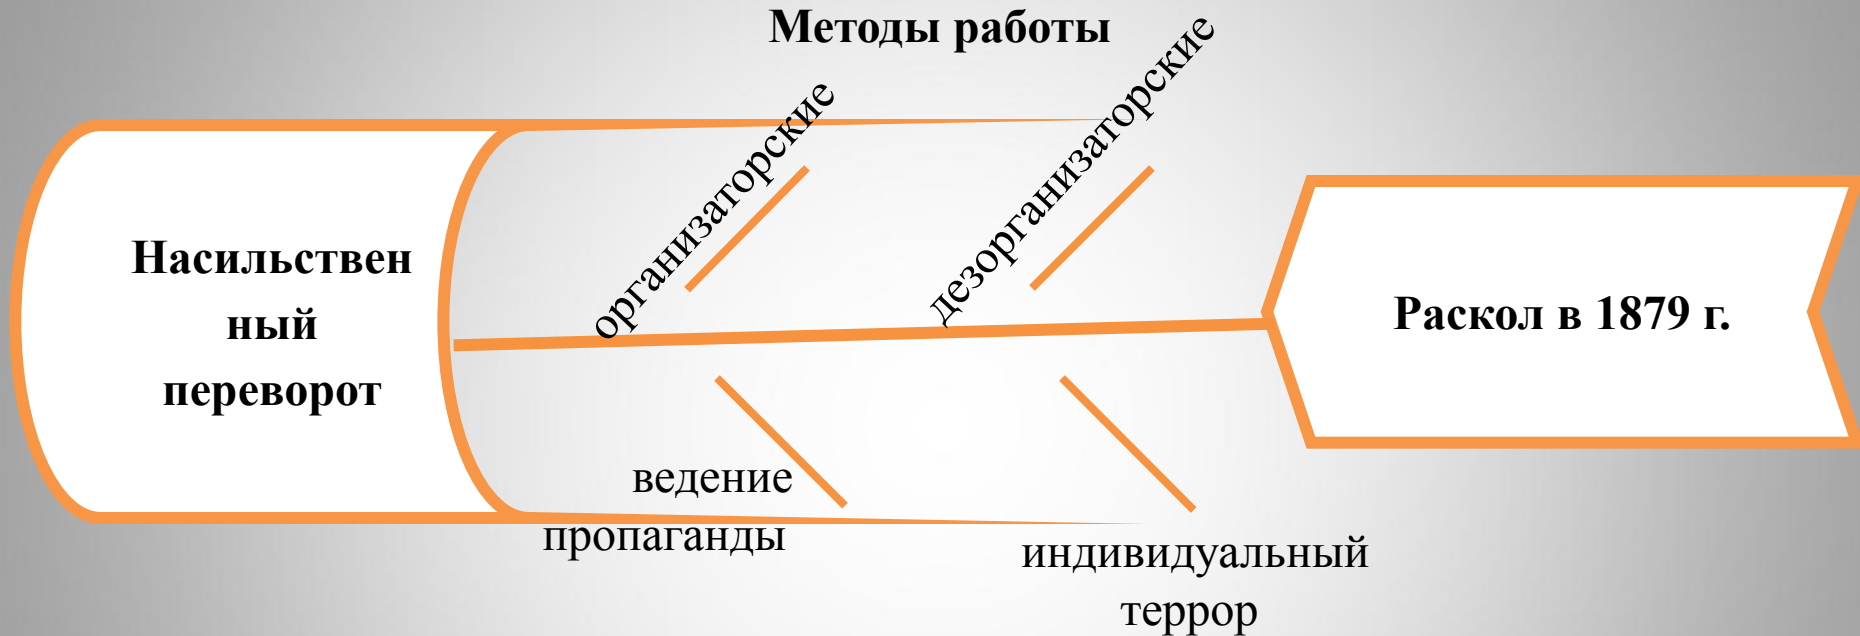 Методы работы
организаторские
дезорганизаторские
Насильствен
ный
переворот
Раскол в 1879 г.
ведение
пропаганды
индивидуальный
террор